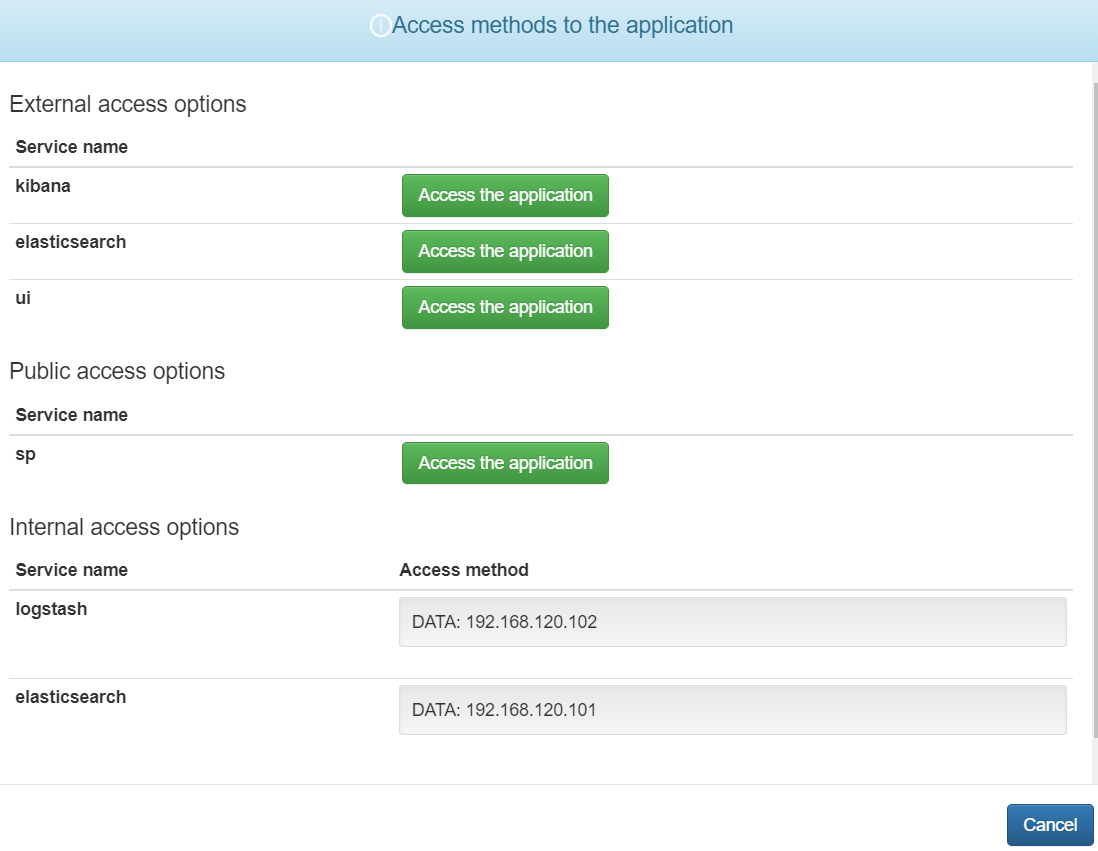 Access methods to the application
External access options
Service name
kibana Access the application
elasticsearch Access the application
ui Access the application
Public access options
Service name
sp Access the application
Internal access options
Service name Access method
logstash DATA: 192.168.120.102
elasticsearch DATA: 192.168.120.101
Cancel